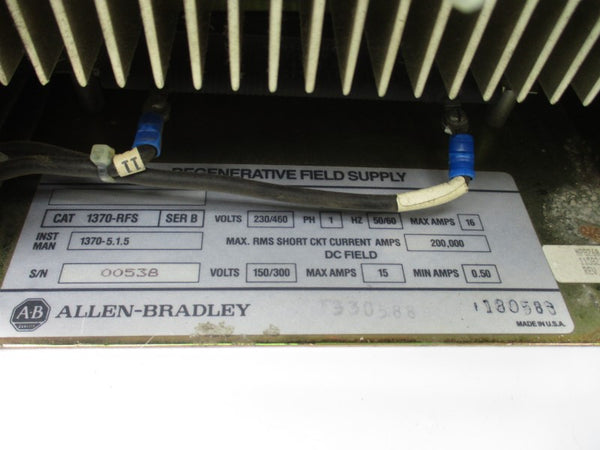 11
REGENERATIVE FIELD SUPPLY
CAT 1370-RFS SER B VOLTS 230/460 PH 1 HZ 50/60 MAX AMPS 16
INST MAN 1370-5.1.5 MAX. RMS SHORT CKT CURRENT AMPS 200,000
DC FIELD
S/N 00538 VOLTS 150/300 MAX AMPS 15 MIN AMPS 0.50
A-B ALLEN-BRADLEY
MADE IN U.S.A.
REV